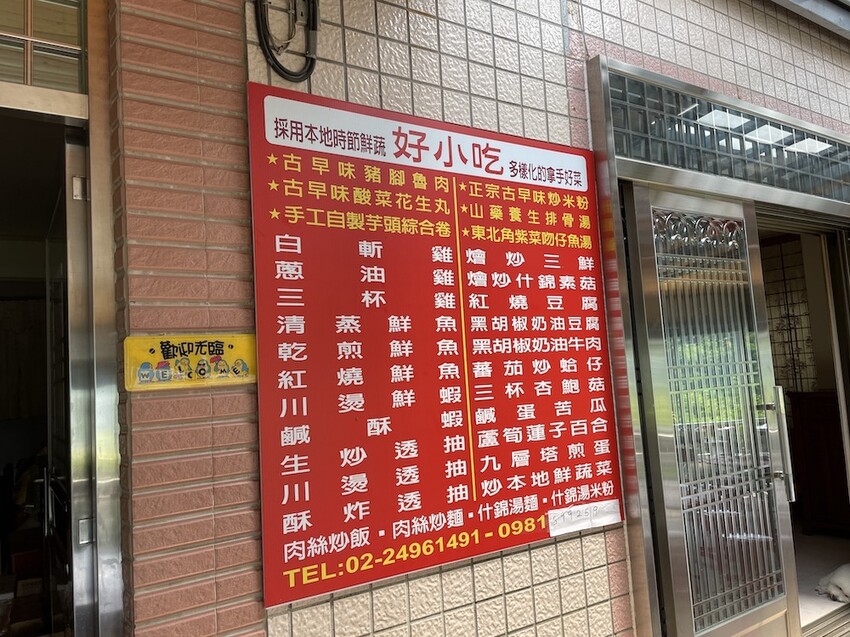 採用本地時節鮮蔬 好小吃 多樣化的拿手好菜
★古早味豬腳魯肉
★古早味酸菜花生丸
★手工自製芋頭綜合卷
白斬雞
蔥油雞
三杯雞
清蒸鮮魚
乾煎鮮魚
紅燒鮮魚
川燙鮮蝦
鹹酥蝦
生炒透抽
川燙透抽
酥炸透抽
★正宗古早味炒米粉
★山藥養生排骨湯
★東北角紫菜吻仔魚湯
燴炒三鮮
燴炒什錦素菇
紅燒豆腐
黑胡椒奶油豆腐
黑胡椒奶油牛肉
蕃茄炒蛤仔
三杯杏鮑菇
鹹蛋苦瓜
蘆筍蓮子百合
九層塔煎蛋
炒本地鮮蔬菜
肉絲炒飯・肉絲炒麵・什錦湯麵・什錦湯米粉
TEL:02-24961491-0981
歡迎光臨
WELCOME